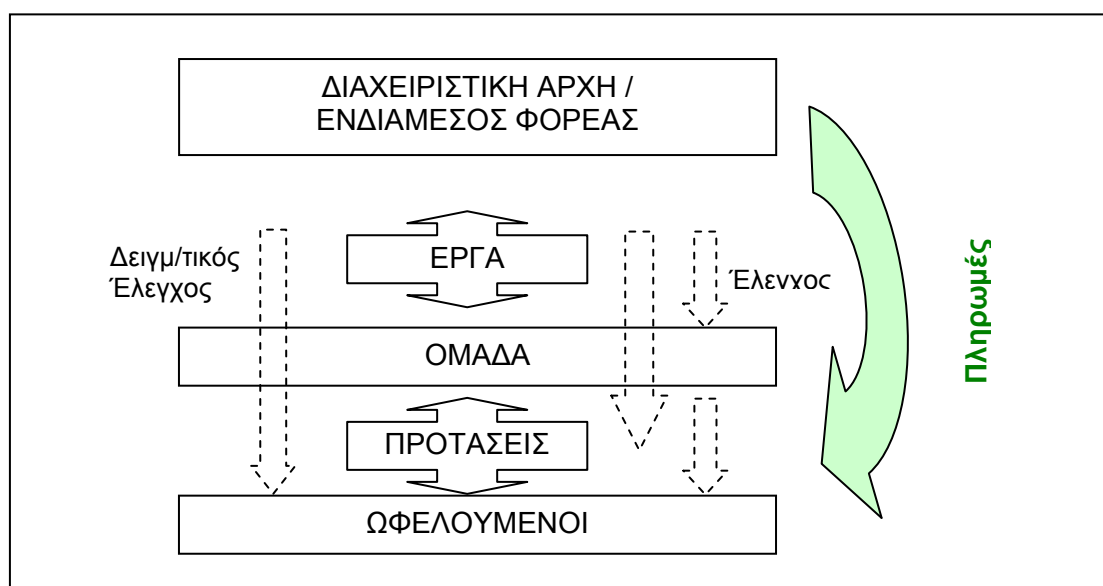 ΔΙΑΧΕΙΡΙΣΤΙΚΗ ΑΡΧΗ /
ΕΝΔΙΑΜΕΣΟΣ ΦΟΡΕΑΣ
Δειγμ/τικός
Έλεγχος
ΕΡΓΑ
Έλεγχος
Πληρωμές
ΟΜΑΔΑ
ΠΡΟΤΑΣΕΙΣ
ΩΦΕΛΟΥΜΕΝΟΙ